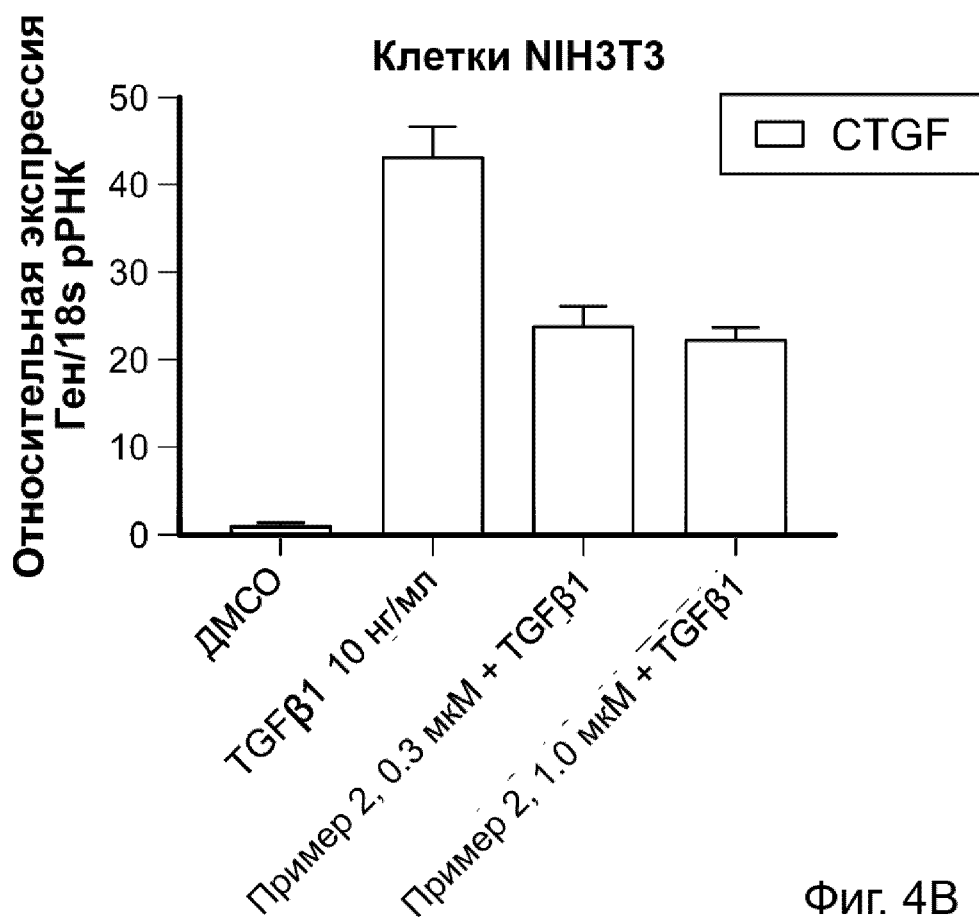 Клетки NIH3T3
Относительная экспрессия
Ген/18s рРНК
50
40
30
20
10
0
CTGF
ДМСО
TGFβ1 10 нг/мл
Пример 2, 0.3 мкМ + TGFβ1
Пример 2, 1.0 мкМ + TGFβ1
Фиг. 4B